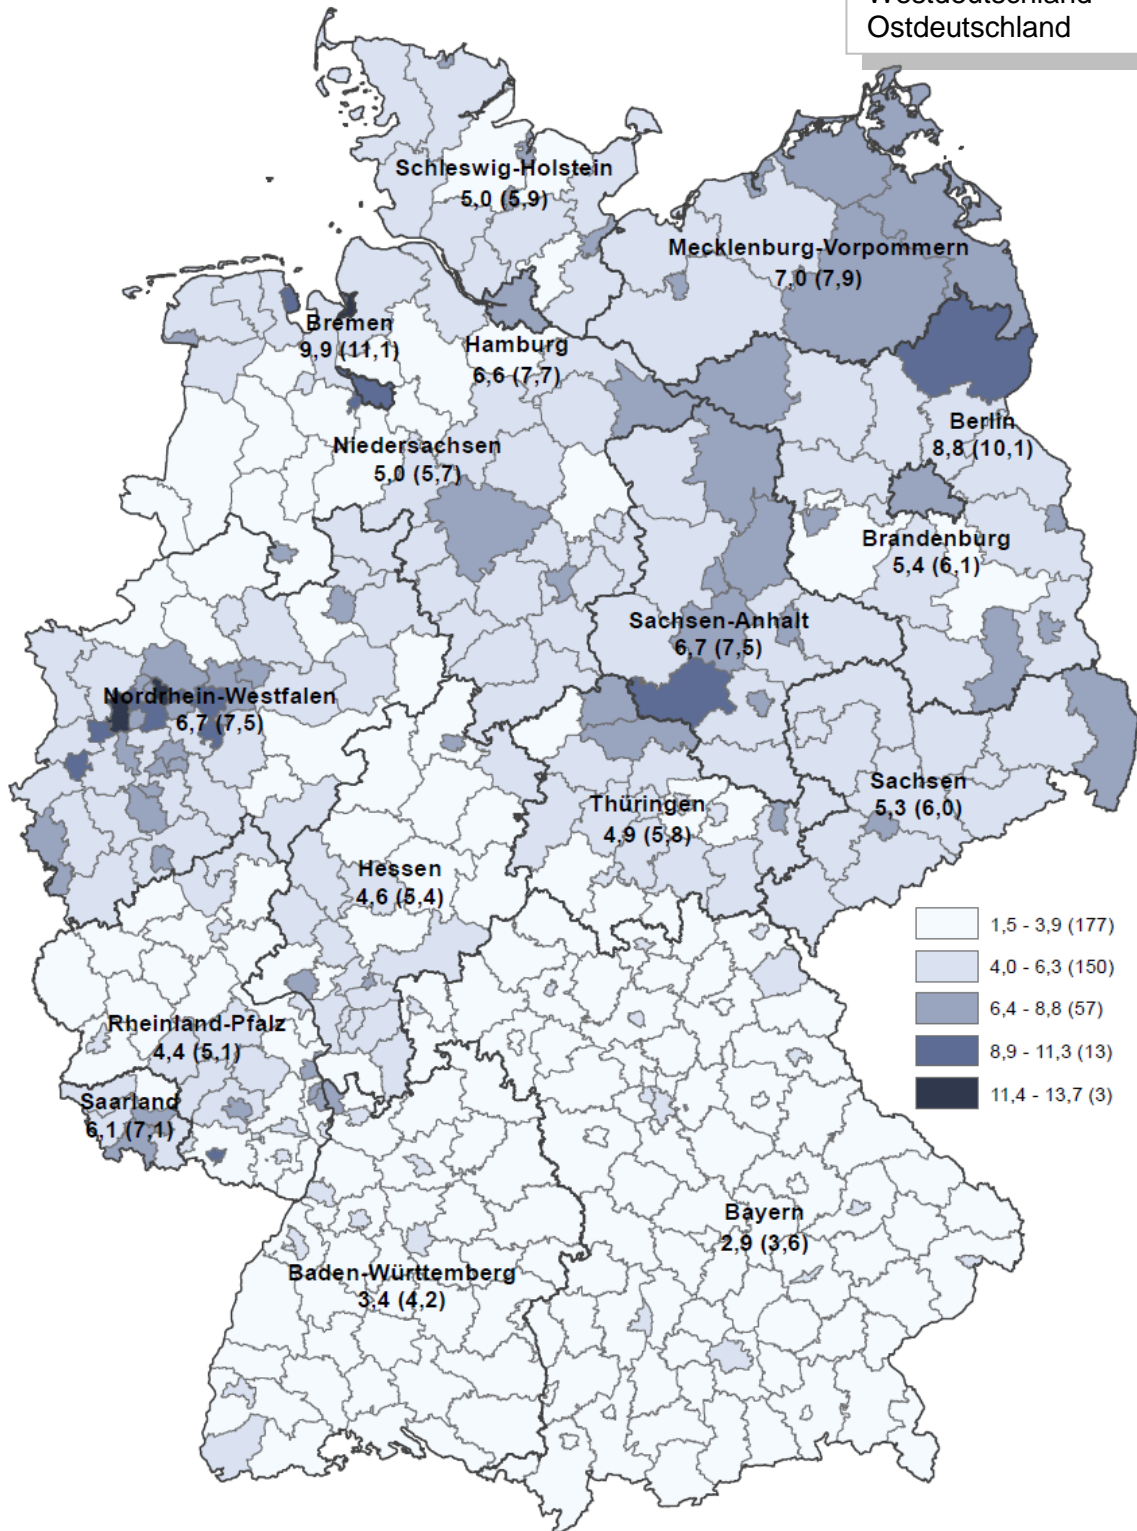 Westdeutschland
Ostdeutschland
Schleswig-Holstein
5,0 (5,9)
Mecklenburg-Vorpommern
7,0 (7,9)
Bremen
9,9 (11,1)
Hamburg
6,6 (7,7)
Berlin
8,8 (10,1)
Niedersachsen
5,0 (5,7)
Brandenburg
5,4 (6,1)
Sachsen-Anhalt
6,7 (7,5)
Nordrhein-Westfalen
6,7 (7,5)
Sachsen
5,3 (6,0)
Thüringen
4,9 (5,8)
Hessen
4,6 (5,4)
Rheinland-Pfalz
4,4 (5,1)
Saarland
6,1 (7,1)
Bayern
2,9 (3,6)
Baden-Württemberg
3,4 (4,2)
1,5 - 3,9 (177)
4,0 - 6,3 (150)
6,4 - 8,8 (57)
8,9 - 11,3 (13)
11,4 - 13,7 (3)